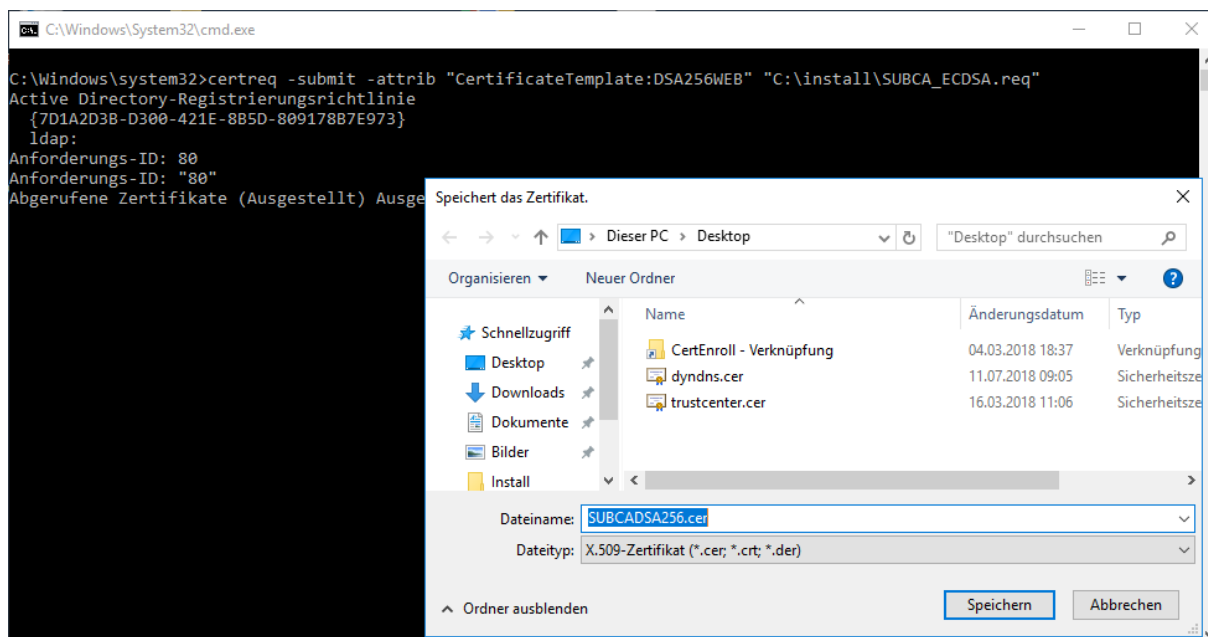 C:\Windows\System32\cmd.exe
C:\Windows\system32>certreq -submit -attrib "CertificateTemplate:DSA256WEB" "C:\install\SUBCA_ECDSA.req"
Active Directory-Registrierungsrichtlinie
{7D1A2D3B-D300-421E-8B5D-809178B7E973}
ldap:
Anforderungs-ID: 80
Anforderungs-ID: "80"
Abgerufene Zertifikate (Ausgestellt) Ausge
Speichert das Zertifikat.
Dieser PC > Desktop
"Desktop" durchsuchen
Organisieren
Neuer Ordner
Name Änderungsdatum Typ
Schnellzugriff
Desktop
Downloads
Dokumente
Bilder
Install
CertEnroll - Verknüpfung 04.03.2018 18:37 Verknüpfung
dyndns.cer 11.07.2018 09:05 Sicherheitsze
trustcenter.cer 16.03.2018 11:06 Sicherheitsze
Dateiname: SUBCADSA256.cer
Dateityp: X.509-Zertifikat (*.cer; *.crt; *.der)
Ordner ausblenden
Speichern
Abbrechen